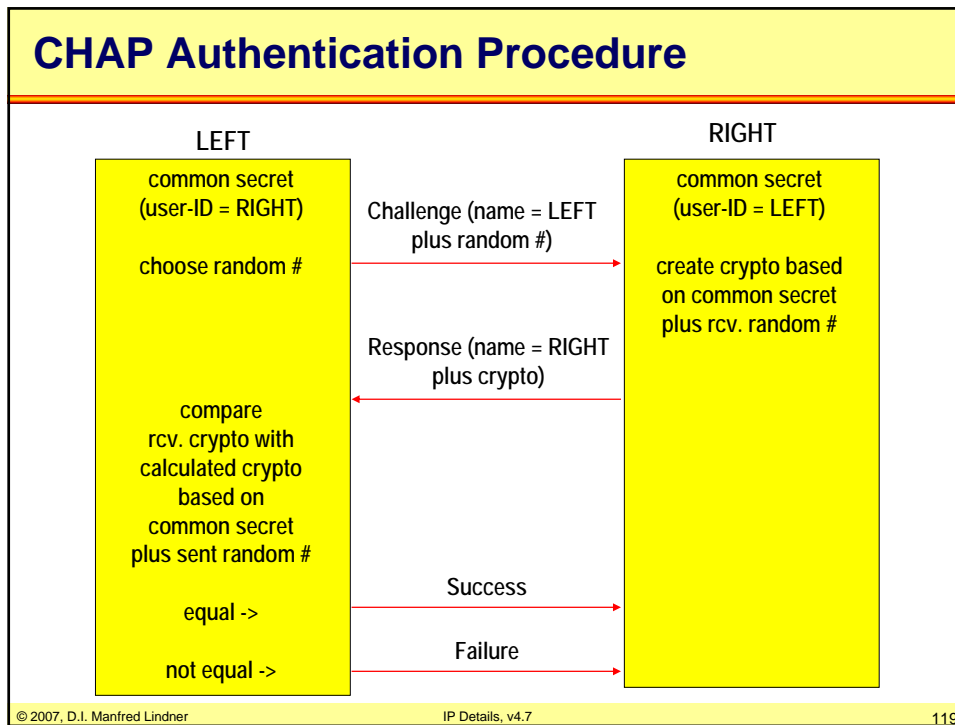 CHAP Authentication Procedure
LEFT
RIGHT
common secret
(user-ID = RIGHT)
choose random #
Challenge (name = LEFT
plus random #)
common secret
(user-ID = LEFT)
create crypto based
on common secret
plus rcv. random #
Response (name = RIGHT
plus crypto)
compare
rcv. crypto with
calculated crypto
based on
common secret
plus sent random #
equal ->
Success
not equal ->
Failure
© 2007, D.I. Manfred Lindner
IP Details, v4.7
119